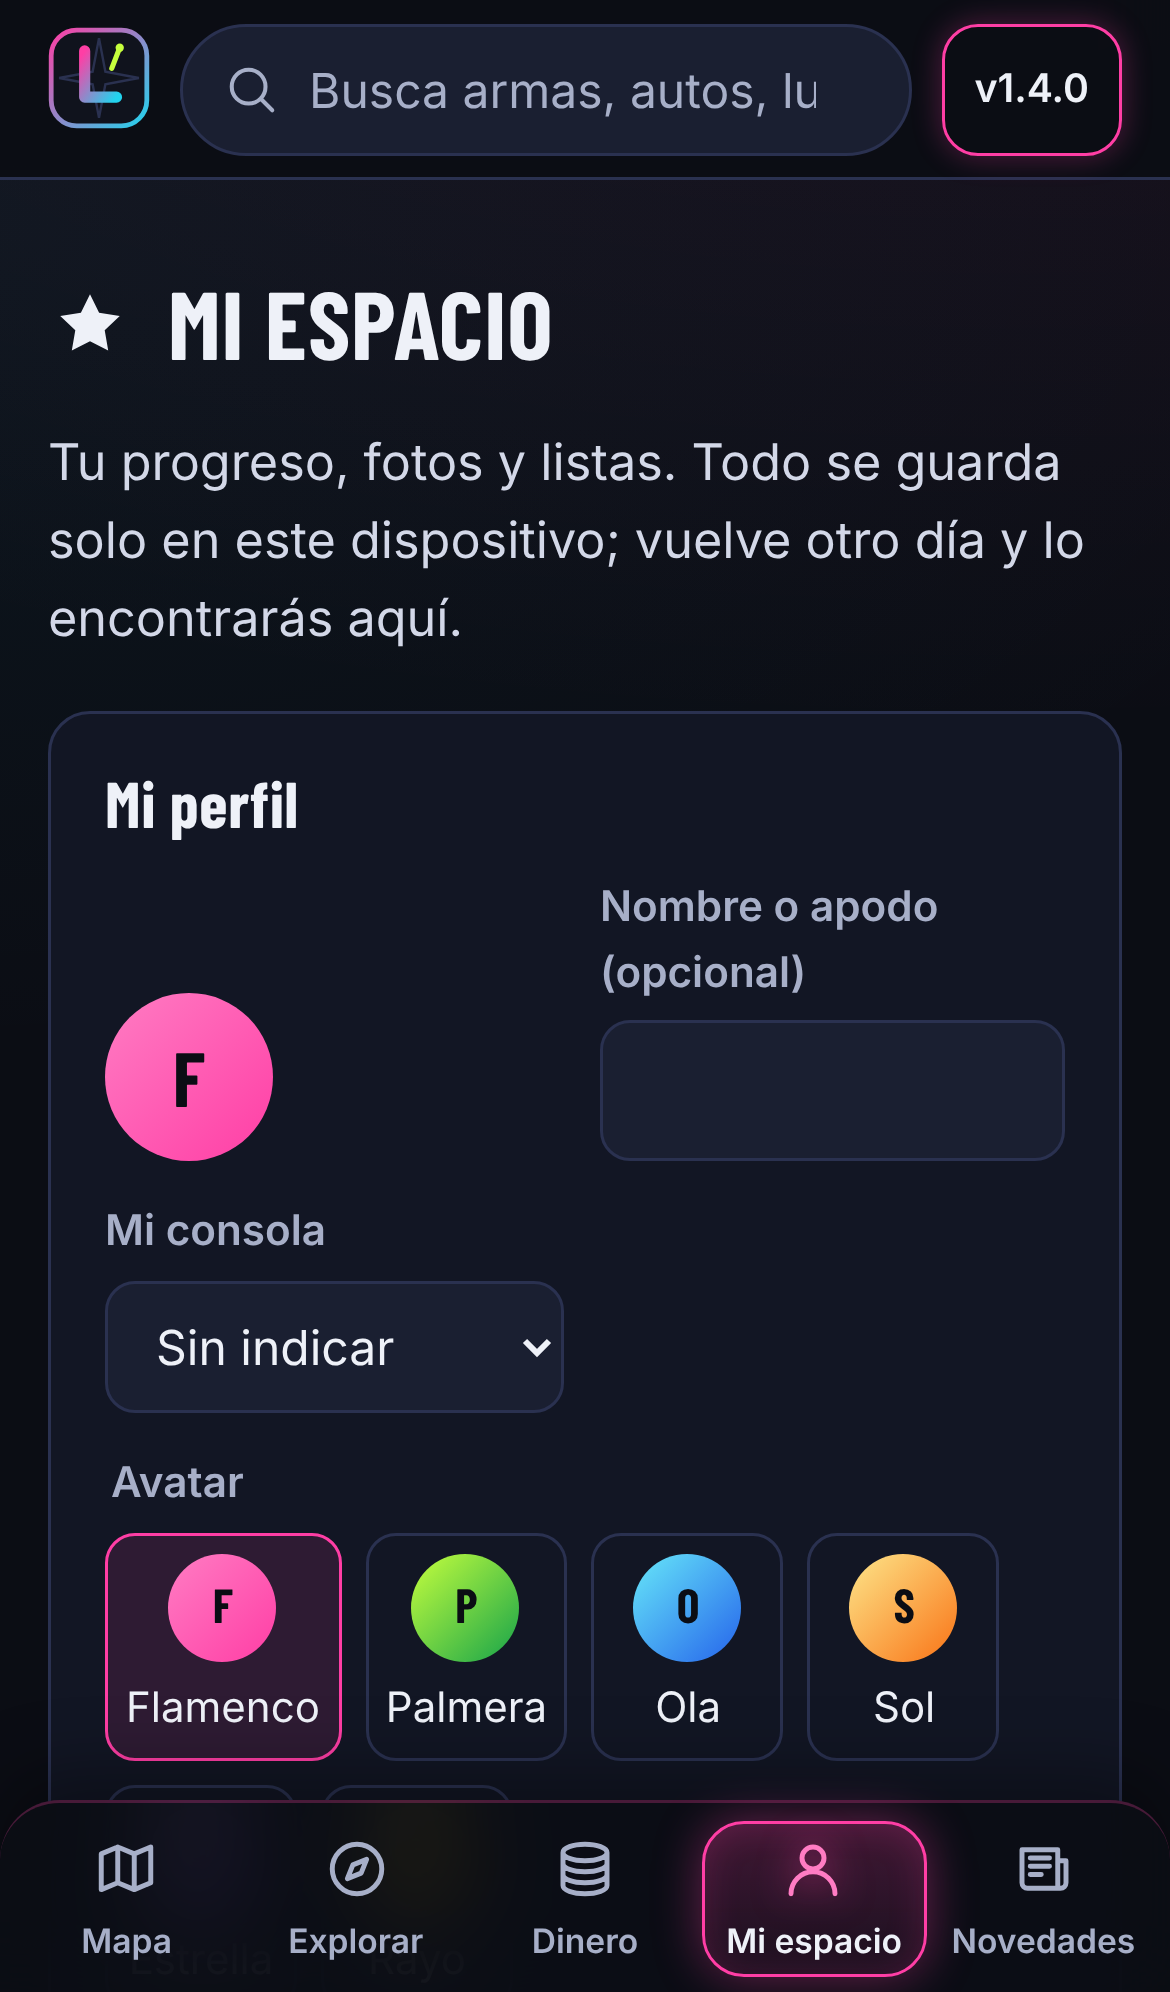 Busca armas, autos, lu
v1.4.0
MI ESPACIO
Tu progreso, fotos y listas. Todo se guarda
solo en este dispositivo; vuelve otro día y lo
encontrarás aquí.
Mi perfil
Nombre o apodo
(opcional)
F
Mi consola
Sin indicar
Avatar
F
P
O
S
Flamenco
Palmera
Ola
Sol
Mapa
Explorar
Dinero
Mi espacio
Novedades
Estrella
Rayo